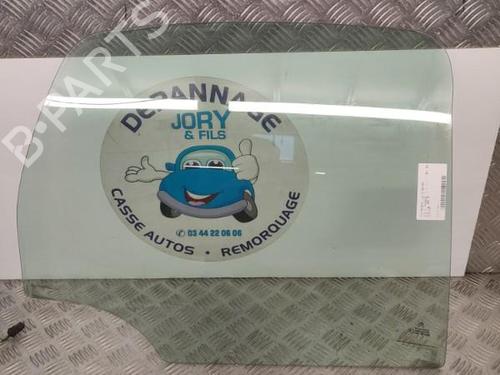 DEPANNAGE
JORY
& FILS
CASSE AUTOS • REMORQUAGE
✆ 03 44 22 06 06
B-PARTS